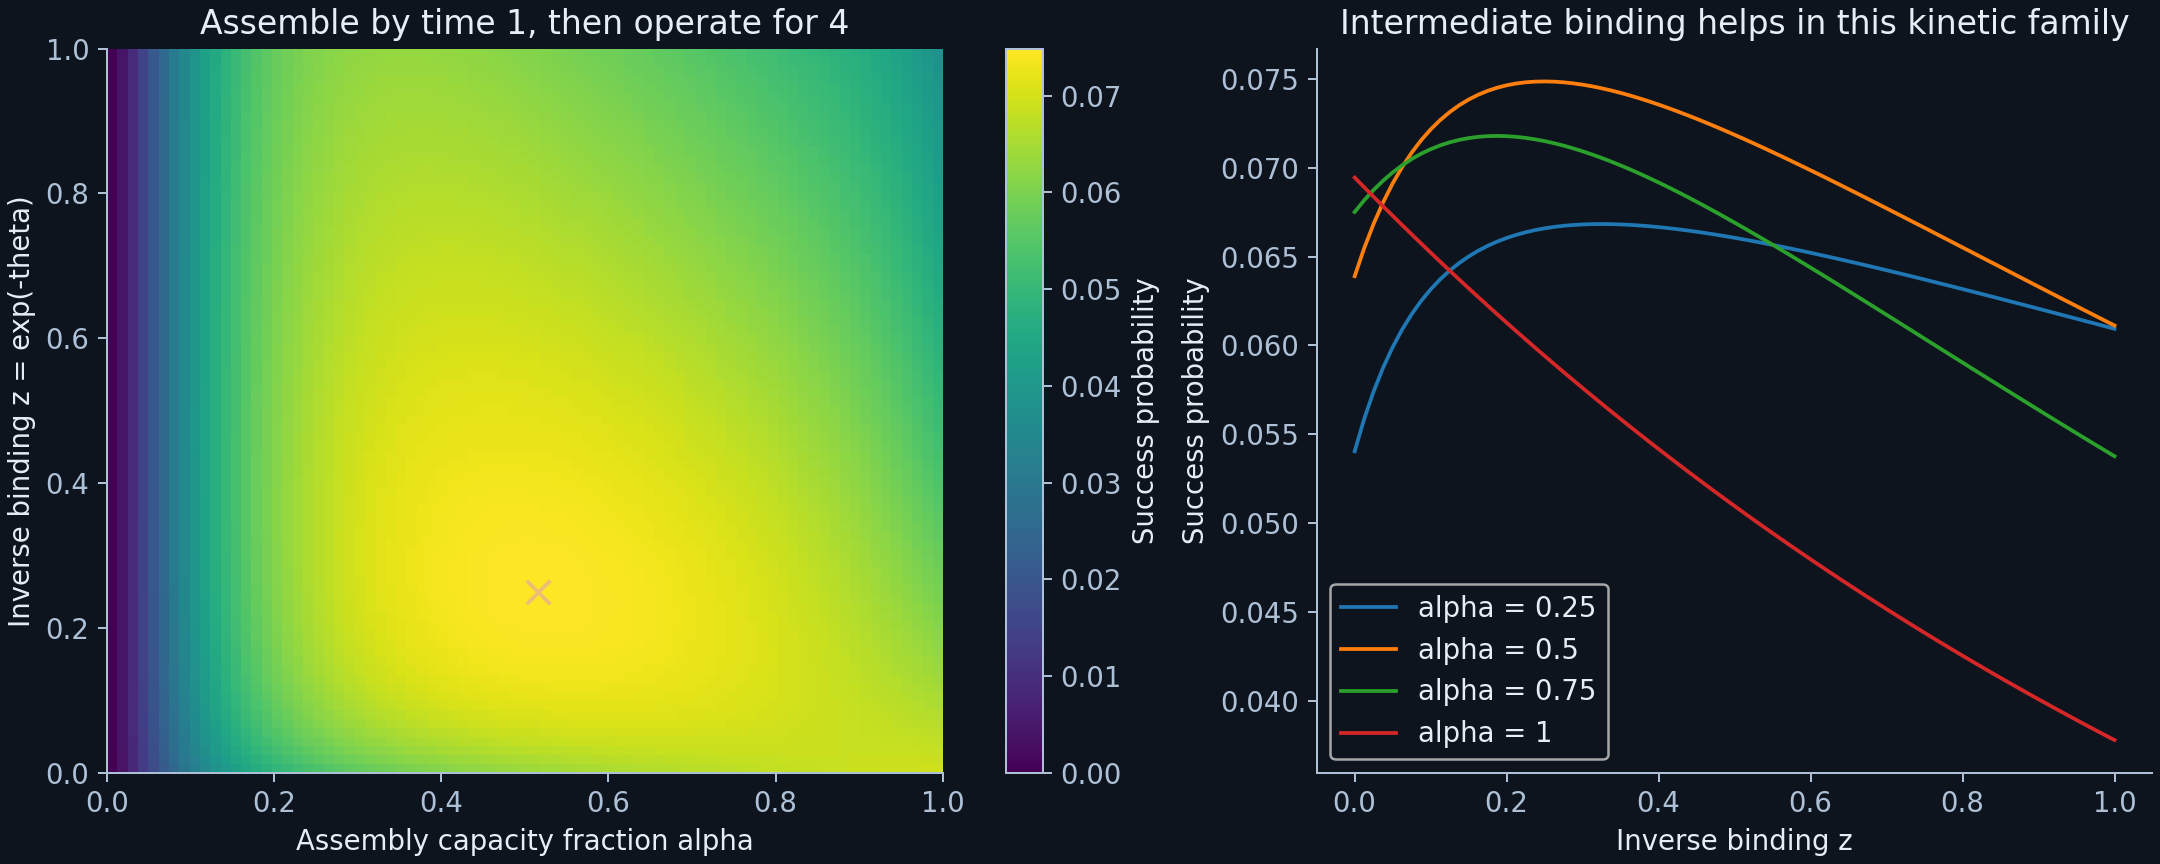 Assemble by time 1, then operate for 4
1.0
0.8
0.6
0.4
0.2
0.0
Inverse binding z = exp(-theta)
0.0 0.2 0.4 0.6 0.8 1.0
Assembly capacity fraction alpha
0.07
0.06
0.05
0.04
0.03
0.02
0.01
0.00
Success probability
Intermediate binding helps in this kinetic family
Success probability
0.075
0.070
0.065
0.060
0.055
0.050
0.045
0.040
alpha = 0.25
alpha = 0.5
alpha = 0.75
alpha = 1
0.0 0.2 0.4 0.6 0.8 1.0
Inverse binding z